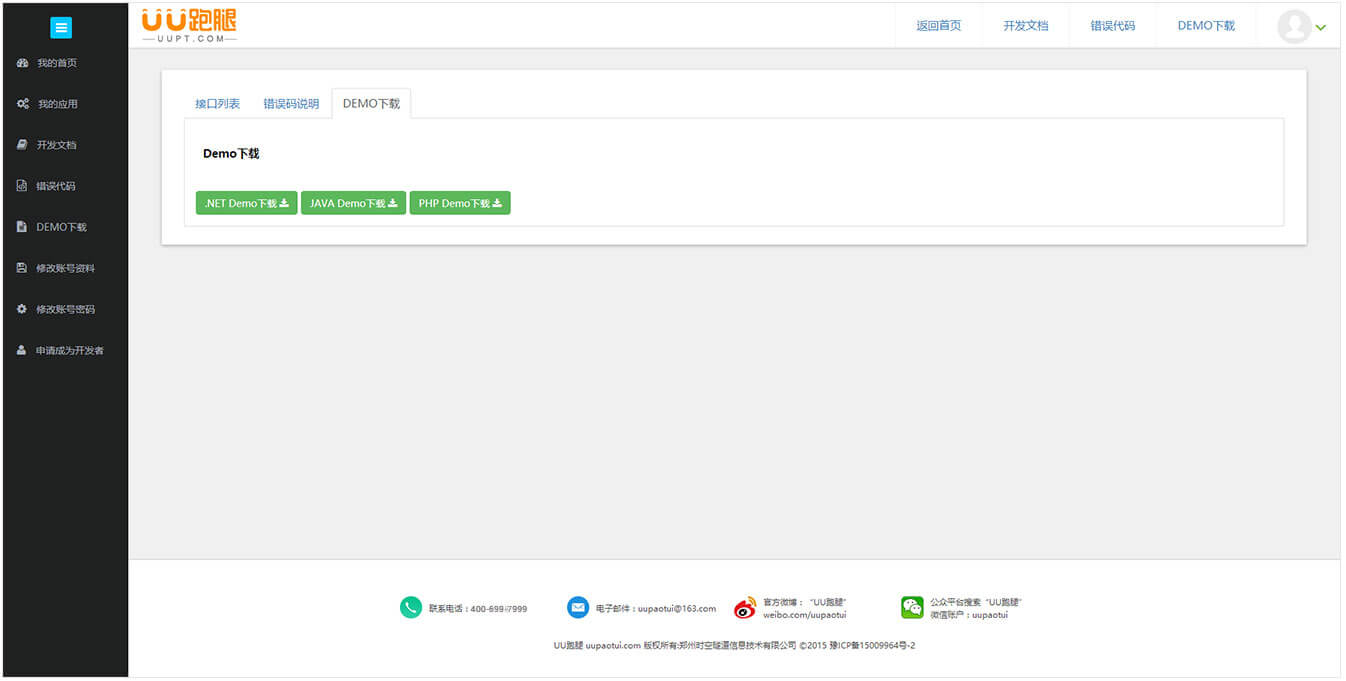 UU跑腿
UUPT.COM
返回首页 开发文档 错误代码 DEMO下载
我的首页
我的应用
开发文档
错误代码
DEMO下载
修改账号资料
修改账号密码
申请成为开发者
接口列表 错误码说明 DEMO下载
Demo下载
.NET Demo下载 JAVA Demo下载 PHP Demo下载
联系电话：400-699-7999
电子邮件：uupaotui@163.com
官方微博：“UU跑腿”
weibo.com/uupaotui
公众平台搜索“UU跑腿”
微信账户：uupaotui
UU跑腿 uupaotui.com 版权所有:郑州时空隧道信息技术有限公司 ©2015 豫ICP备15009964号-2